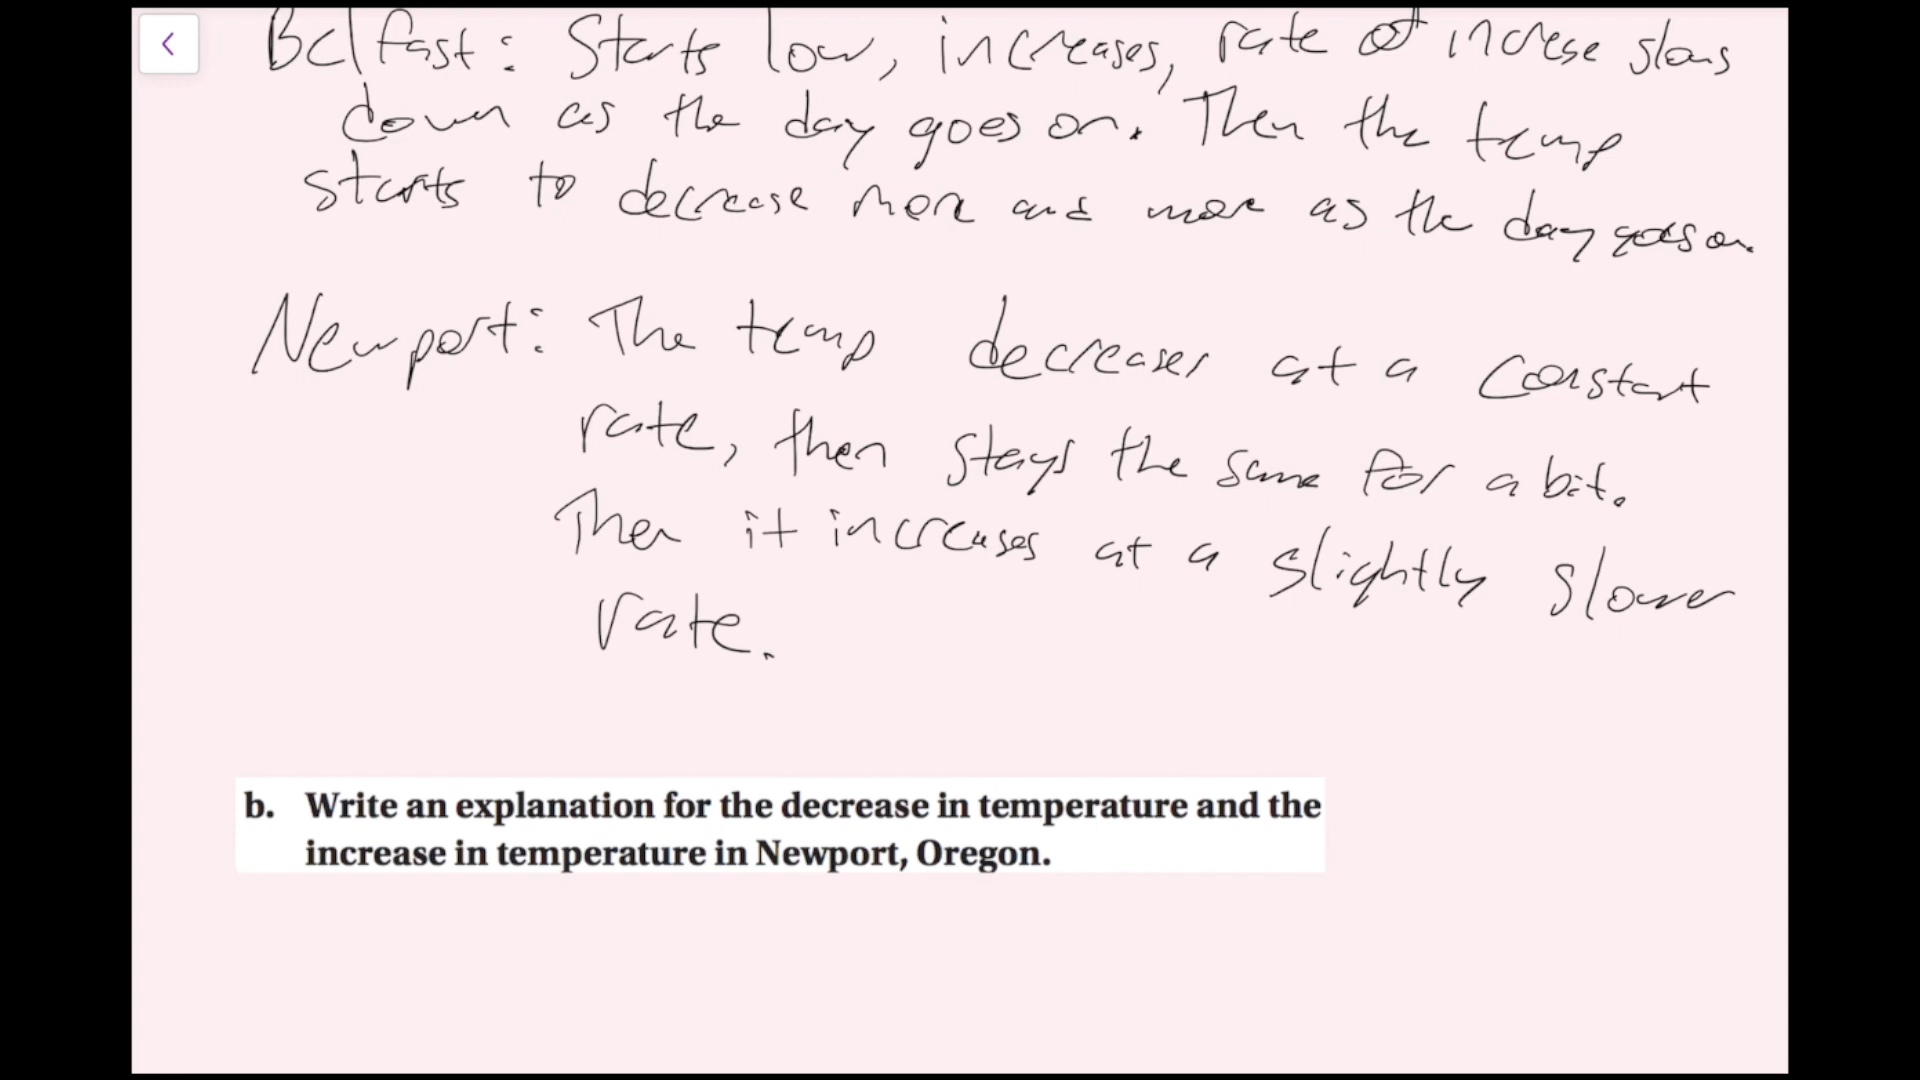 Belfast: Starts low, increases, rate of increse slows
down as the day goes on. Then the temp
starts to decrease more and more as the day goes on.
Newport: The temp decreases at a constant
rate, then stays the same for a bit.
Then it increases at a slightly slower
rate.
b. Write an explanation for the decrease in temperature and the
increase in temperature in Newport, Oregon.